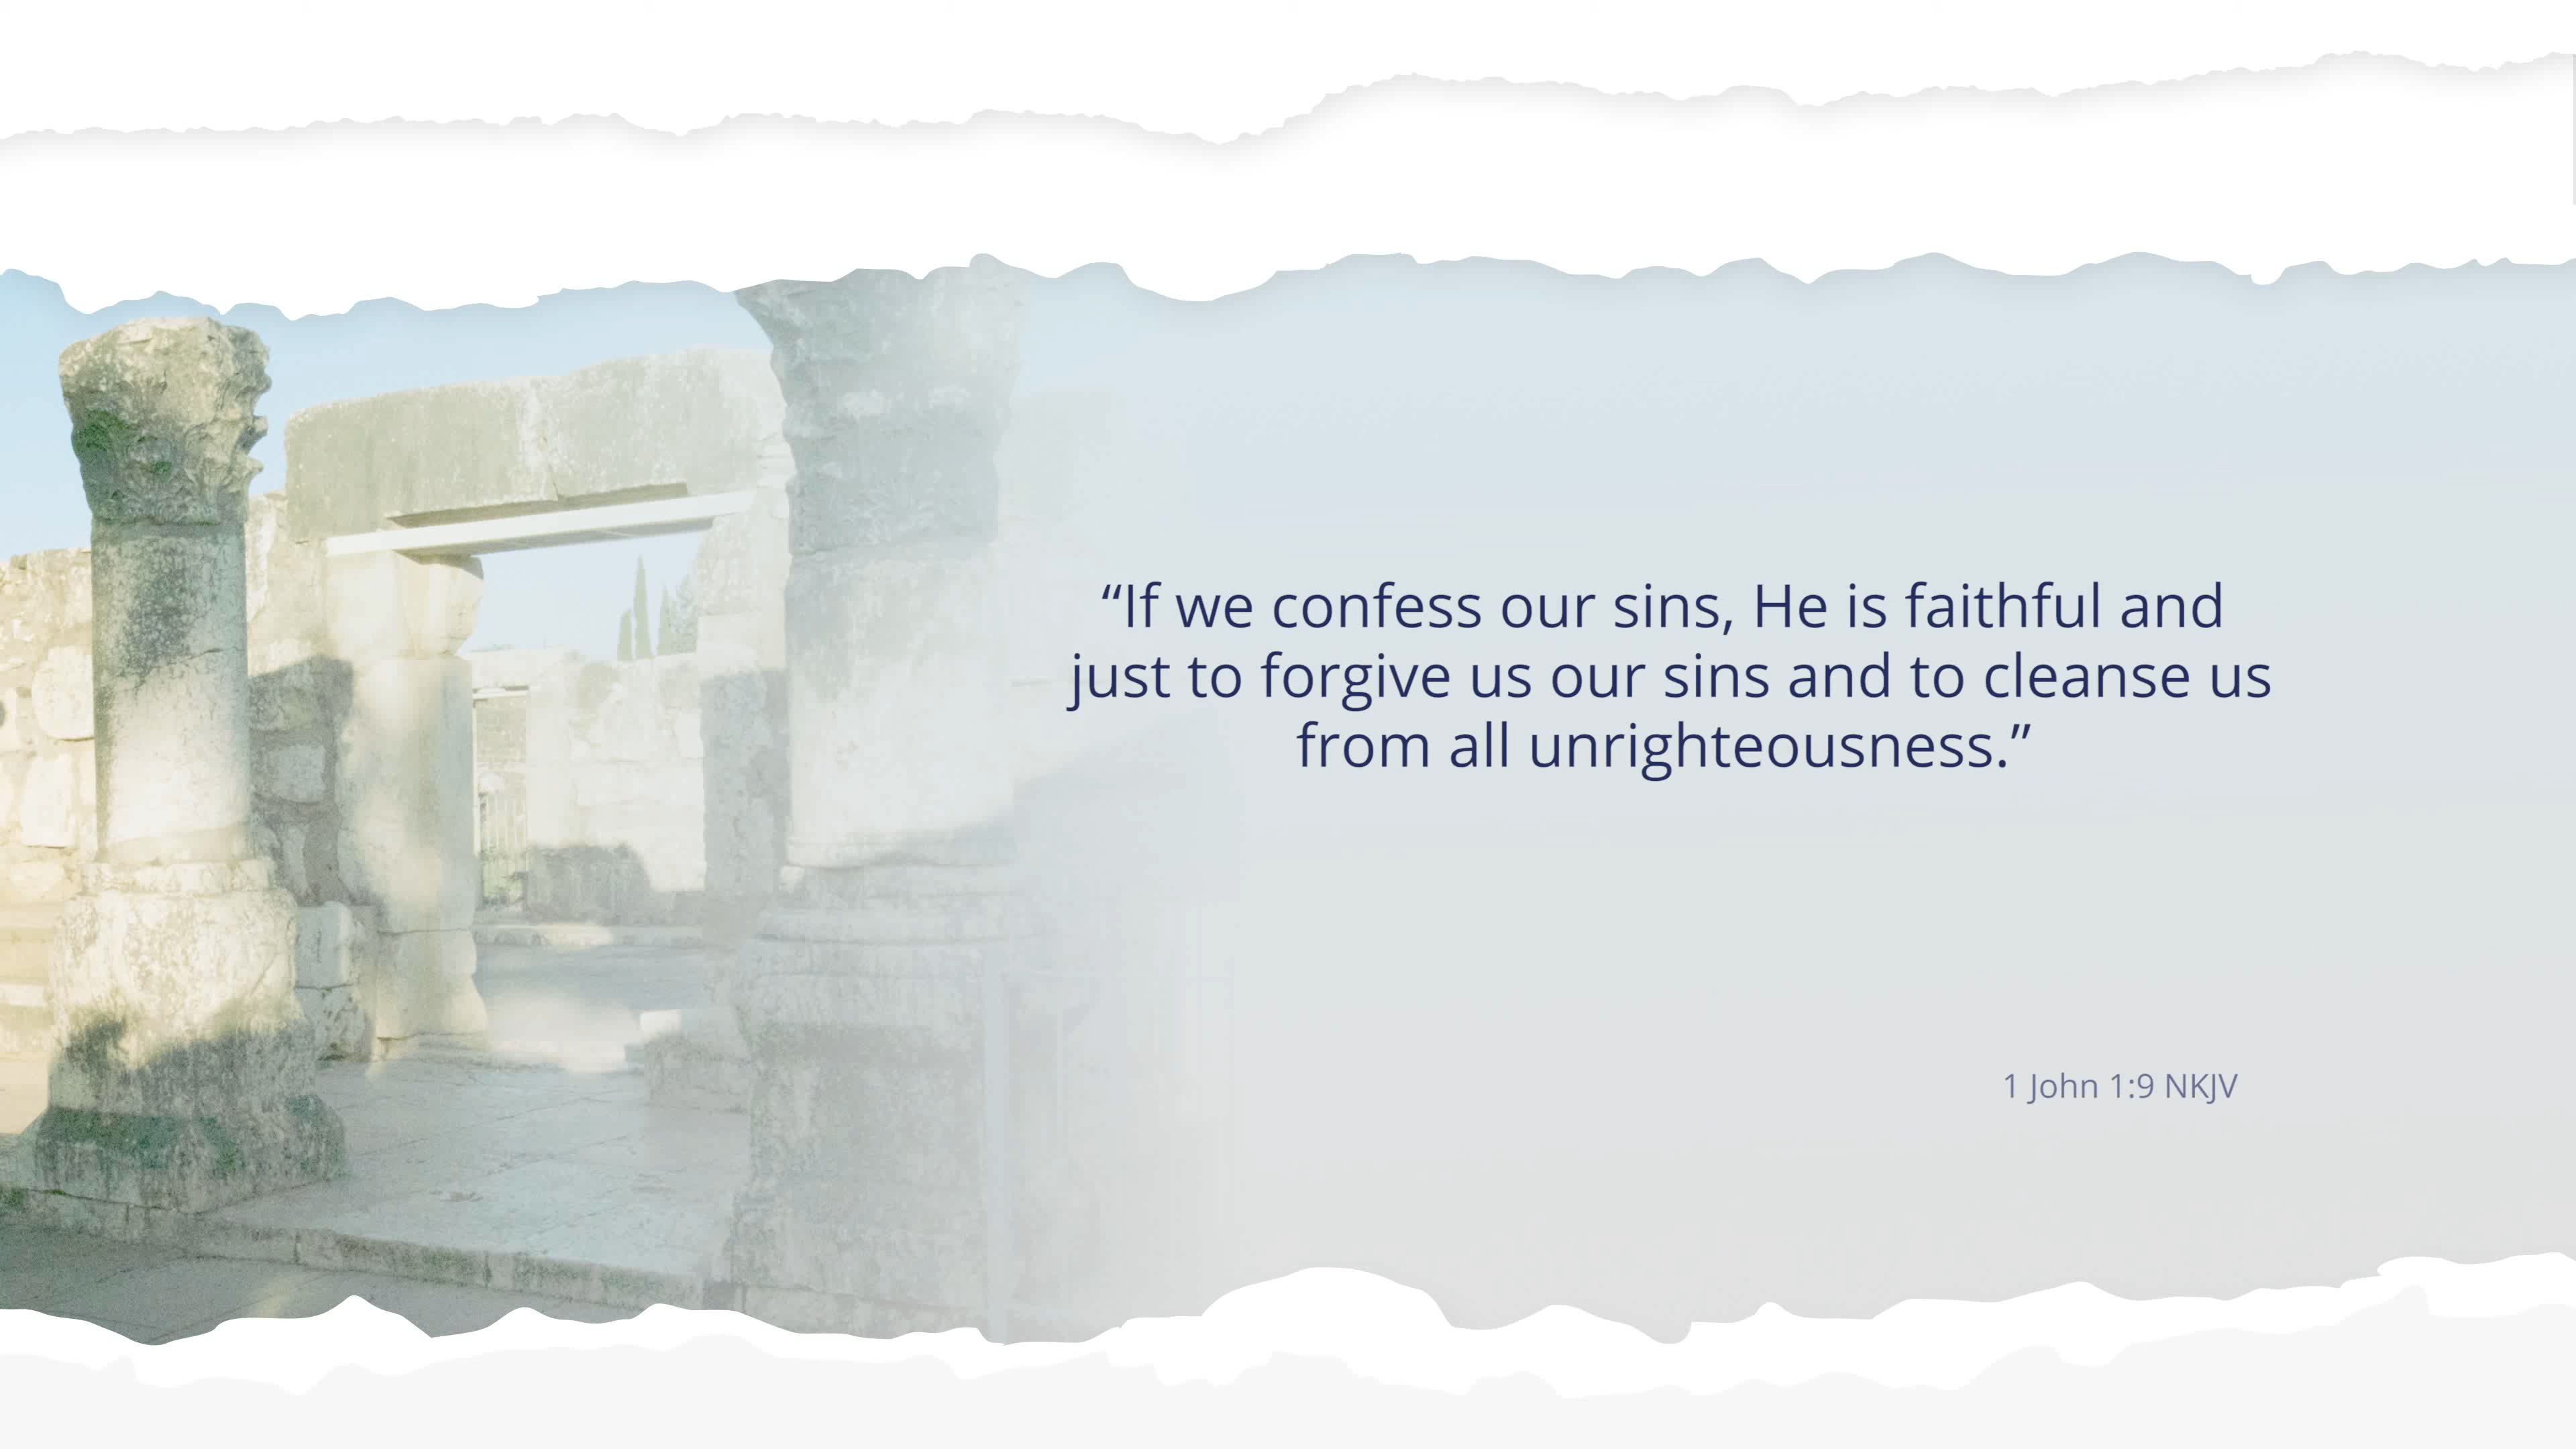 “If we confess our sins, He is faithful and
just to forgive us our sins and to cleanse us
from all unrighteousness.”
1 John 1:9 NKJV